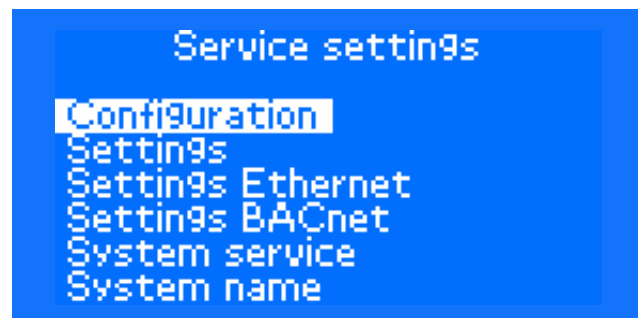 Service settings
Configuration
Settings
Settings Ethernet
Settings BACnet
System service
System name